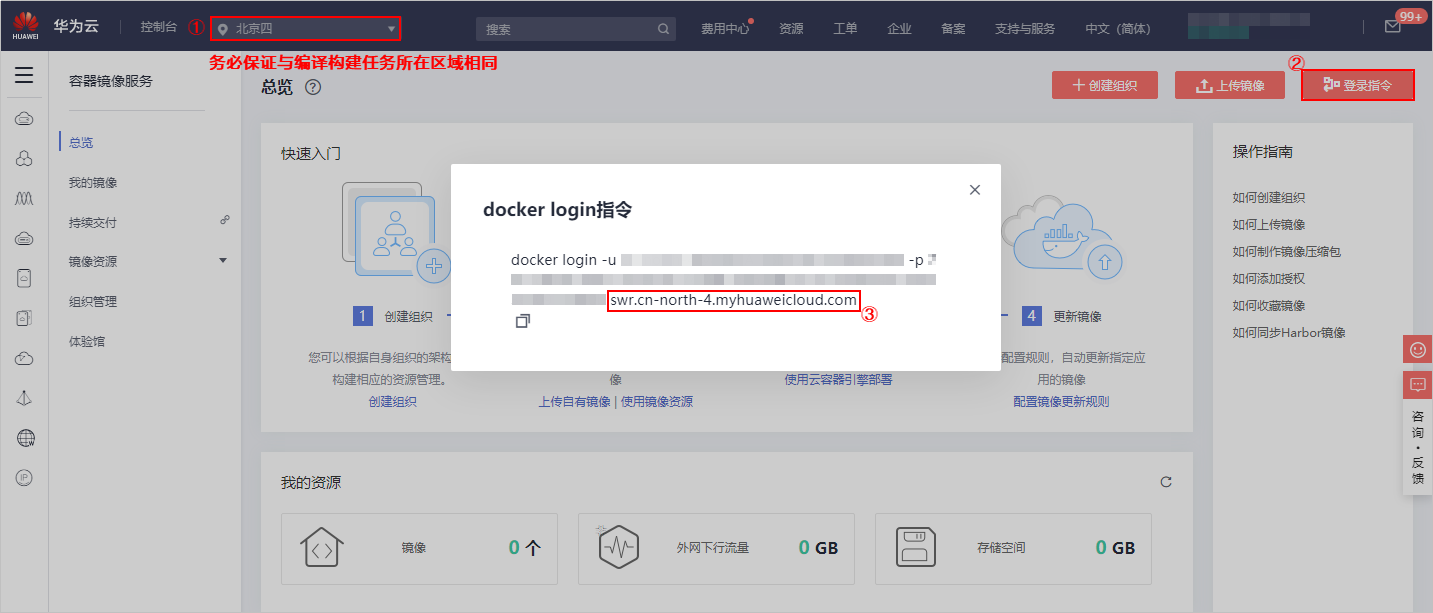 HUAWEI
华为云
控制台
①
北京四
搜索
费用中心
资源
工单
企业
备案
支持与服务
中文（简体）
99+
务必保证与编译构建任务所在区域相同
容器镜像服务
总览
我的镜像
持续交付
镜像资源
组织管理
体验馆
总览
?
创建组织
上传镜像
②
登录指令
快速入门
1 创建组织
您可以根据自身组织的架构
构建相应的资源管理。
创建组织
像
上传自有镜像 | 使用镜像资源
使用云容器引擎部署
4 更新镜像
配置规则，自动更新指定应
用的镜像
配置镜像更新规则
docker login指令
docker login -u
-p
swr.cn-north-4.myhuaweicloud.com
③
操作指南
如何创建组织
如何上传镜像
如何制作镜像压缩包
如何添加授权
如何收藏镜像
如何同步Harbor镜像
我的资源
镜像
0 个
外网下行流量
0 GB
存储空间
0 GB
咨
询
·
反
馈
W
IP